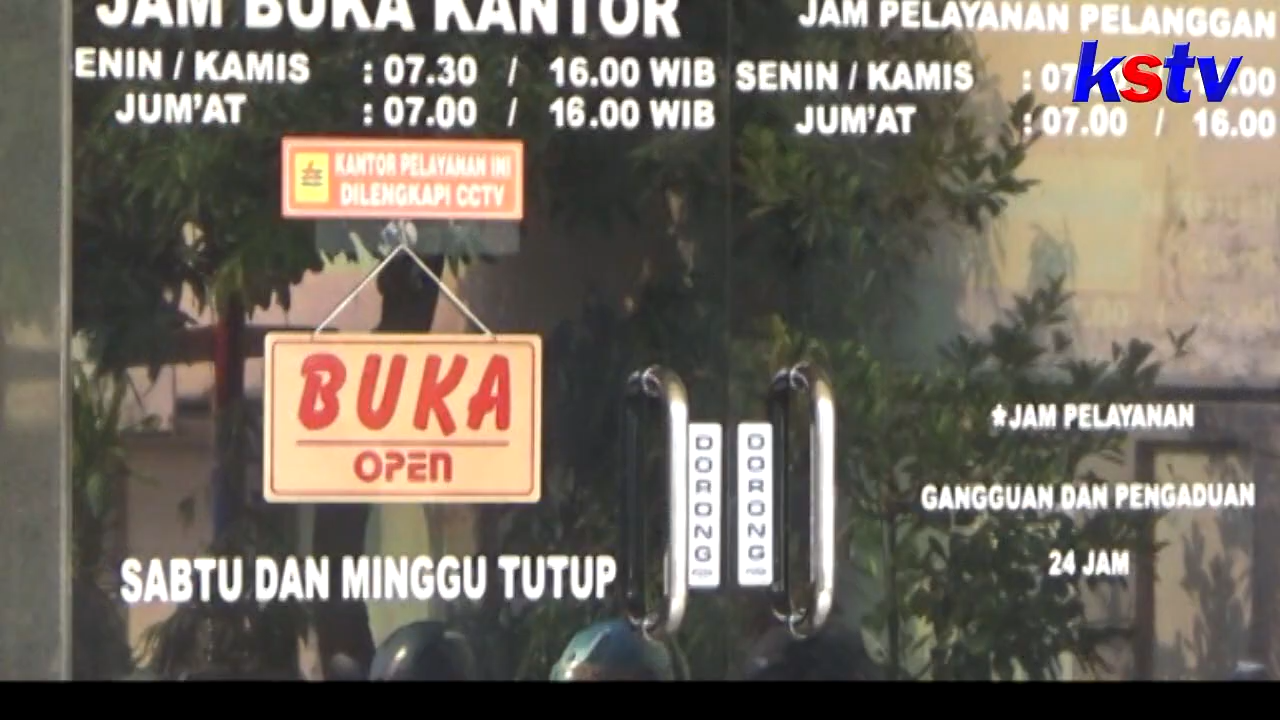 JAM BUKA KANTOR
ENIN / KAMIS : 07.30 / 16.00 WIB
JUM'AT : 07.00 / 16.00 WIB
JAM PELAYANAN PELANGGAN
SENIN / KAMIS : 07 .00
JUM'AT : 07.00 / 16.00
kstv
KANTOR PELAYANAN INI
DILENGKAPI CCTV
BUKA
OPEN
DORONG
DORONG
*JAM PELAYANAN
GANGGUAN DAN PENGADUAN
24 JAM
SABTU DAN MINGGU TUTUP